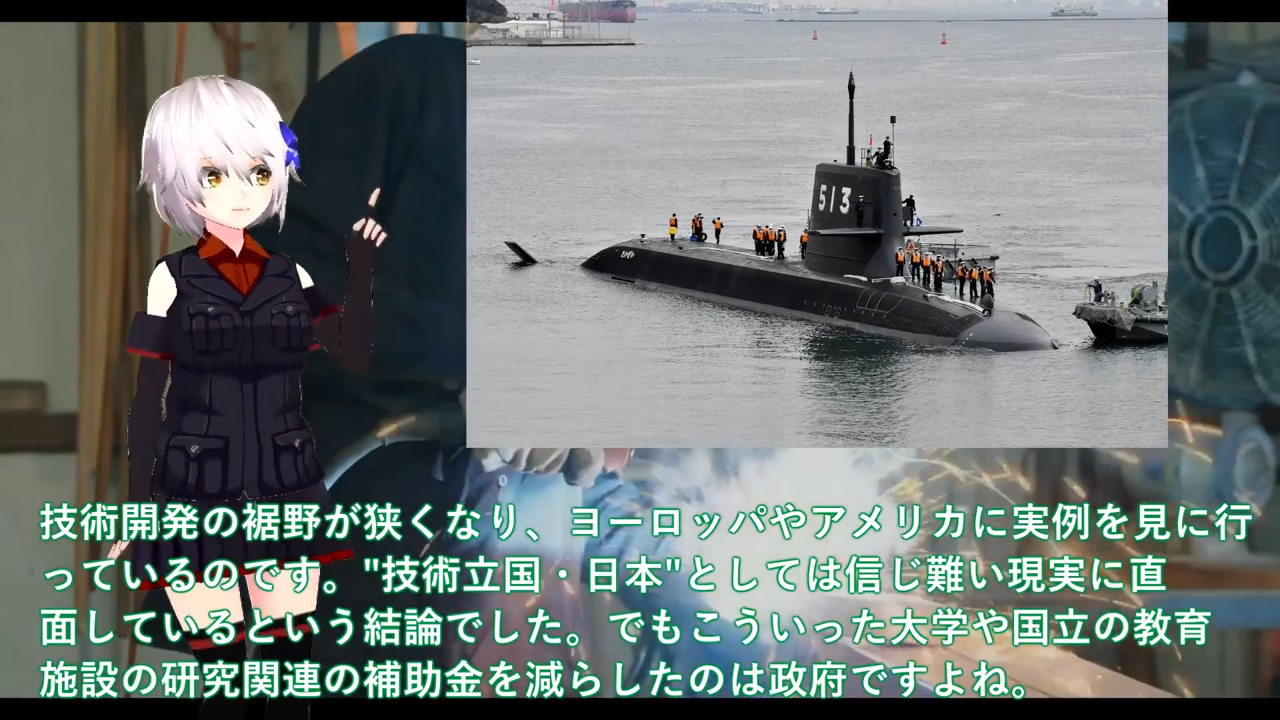 513
技術開発の裾野が狭くなり、ヨーロッパやアメリカに実例を見に行
っているのです。"技術立国・日本"としては信じ難い現実に直
面しているという結論でした。でもこういった大学や国立の教育
施設の研究関連の補助金を減らしたのは政府ですよね。